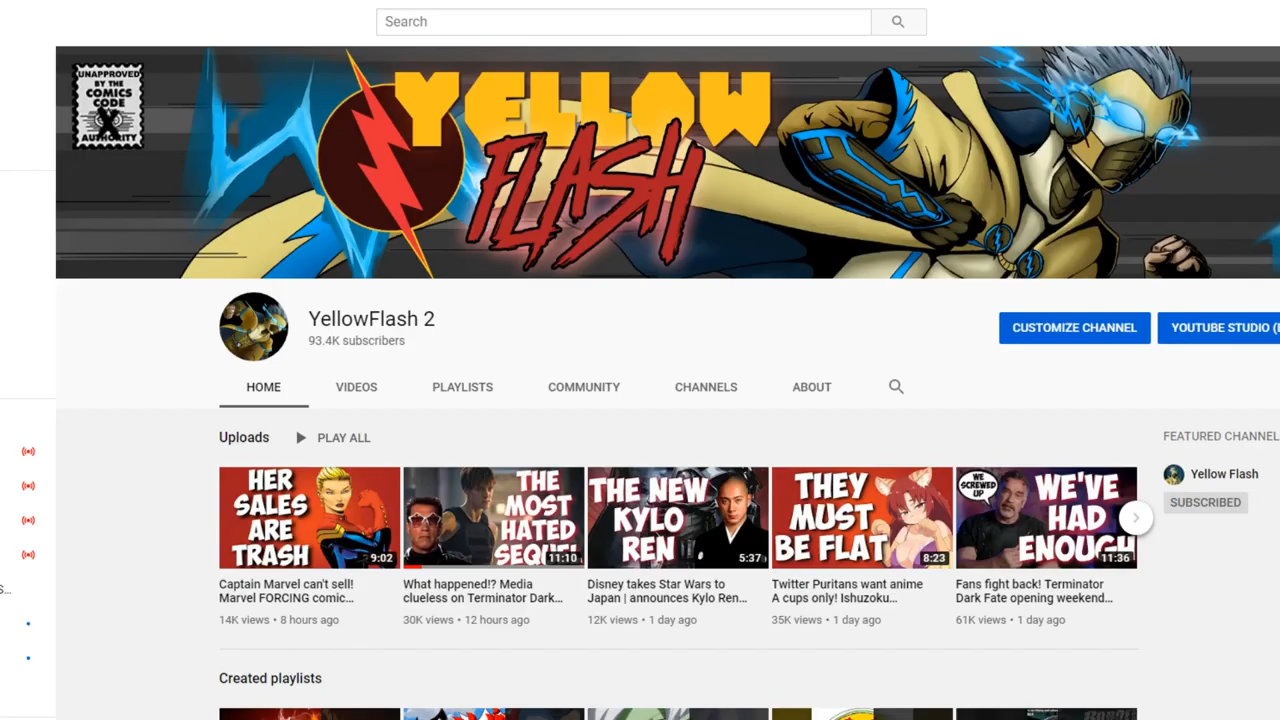 Search
UNAPPROVED
BY THE
COMICS
CODE
AUTHORITY
YELLOW
FLASH
YellowFlash 2
93.4K subscribers
CUSTOMIZE CHANNEL
YOUTUBE STUDIO (
HOME
VIDEOS
PLAYLISTS
COMMUNITY
CHANNELS
ABOUT
Uploads
PLAY ALL
FEATURED CHANNEL
Yellow Flash
SUBSCRIBED
HER
SALES
ARE
TRASH
9:02
Captain Marvel can't sell!
Marvel FORCING comic...
14K views • 8 hours ago
THE
MOST
HATED
SEQUEL
11:10
What happened!? Media
clueless on Terminator Dark...
30K views • 12 hours ago
THE NEW
KYLO
REN
5:37
Disney takes Star Wars to
Japan | announces Kylo Ren...
12K views • 1 day ago
THEY
MUST
BE FLAT
8:23
Twitter Puritans want anime
A cups only! Ishuzoku...
35K views • 1 day ago
WE SCREWED UP
WE'VE
HAD
ENOUGH
11:36
Fans fight back! Terminator
Dark Fate opening weekend...
61K views • 1 day ago
Created playlists